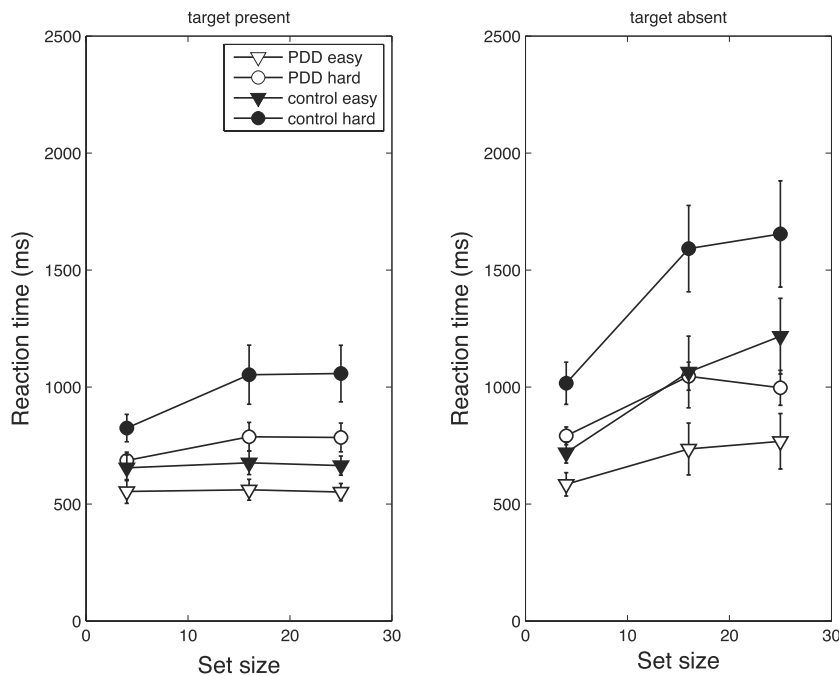 target present
2500
2000
1500
1000
500
0
0 10 20 30
Reaction time (ms)
Set size
PDD easy
PDD hard
control easy
control hard
target absent
2500
2000
1500
1000
500
0
0 10 20 30
Reaction time (ms)
Set size